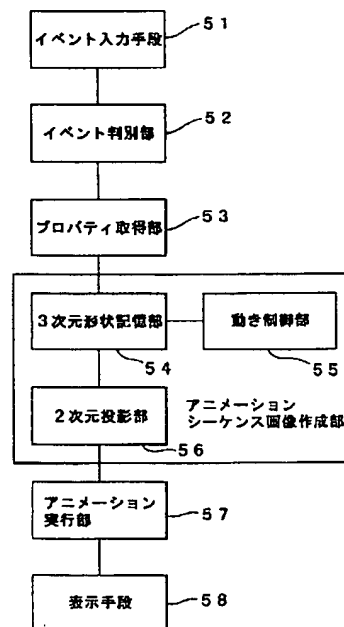 イベント入力手段
51
イベント判別部
52
プロパティ取得部
53
3次元形状記憶部
54
動き制御部
55
2次元投影部
56
アニメーション
シーケンス画像作成部
アニメーション
実行部
57
表示手段
58